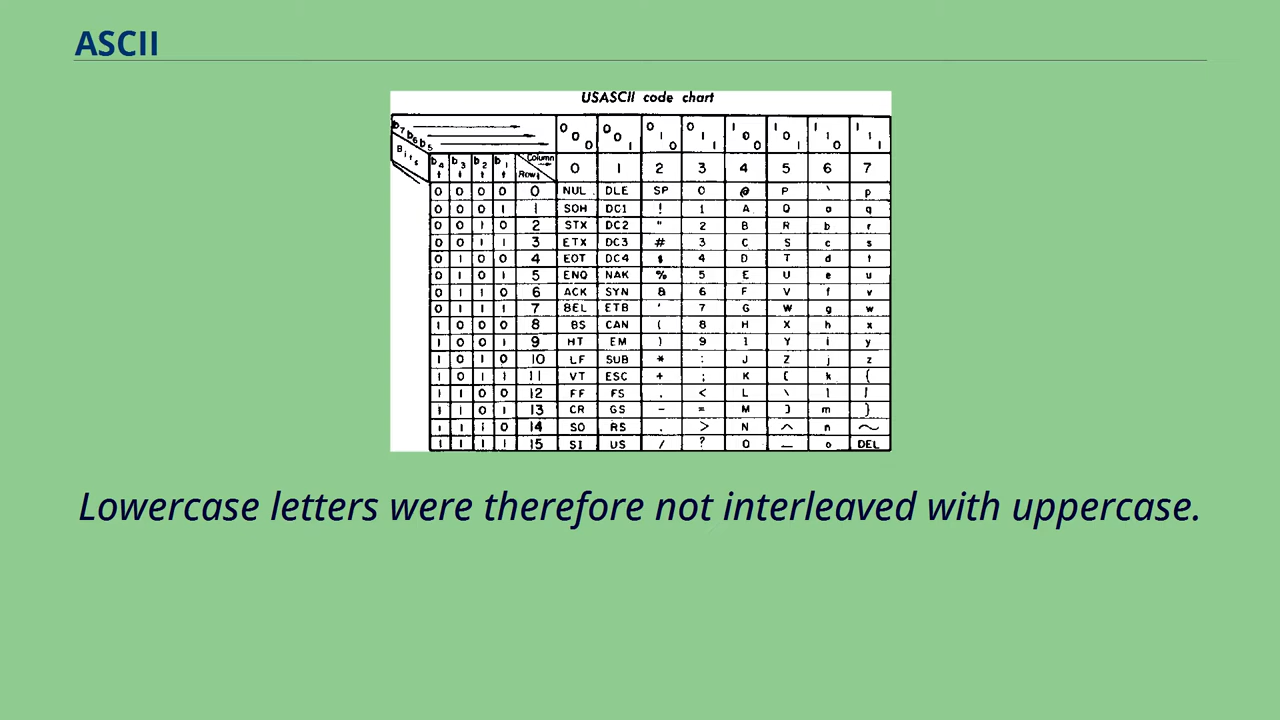 ASCII
USASCII code chart
b7 b6 b5 0 0 0 0 0 1 0 1 0 0 1 1 1 0 0 1 0 1 1 1 0 1 1 1
Bits b4 b3 b2 b1 Column Row 0 1 2 3 4 5 6 7
0 0 0 0 0 NUL DLE SP 0 @ P ` p
0 0 0 1 1 SOH DC1 ! 1 A Q a q
0 0 1 0 2 STX DC2 " 2 B R b r
0 0 1 1 3 ETX DC3 # 3 C S c s
0 1 0 0 4 EOT DC4 $ 4 D T d t
0 1 0 1 5 ENQ NAK % 5 E U e u
0 1 1 0 6 ACK SYN & 6 F V f v
0 1 1 1 7 BEL ETB ' 7 G W g w
1 0 0 0 8 BS CAN ( 8 H X h x
1 0 0 1 9 HT EM ) 9 I Y i y
1 0 1 0 10 LF SUB * : J Z j z
1 0 1 1 11 VT ESC + ; K [ k {
1 1 0 0 12 FF FS , < L \ l |
1 1 0 1 13 CR GS - = M ] m }
1 1 1 0 14 SO RS . > N ^ n ~
1 1 1 1 15 SI US / ? O _ o DEL
Lowercase letters were therefore not interleaved with uppercase.